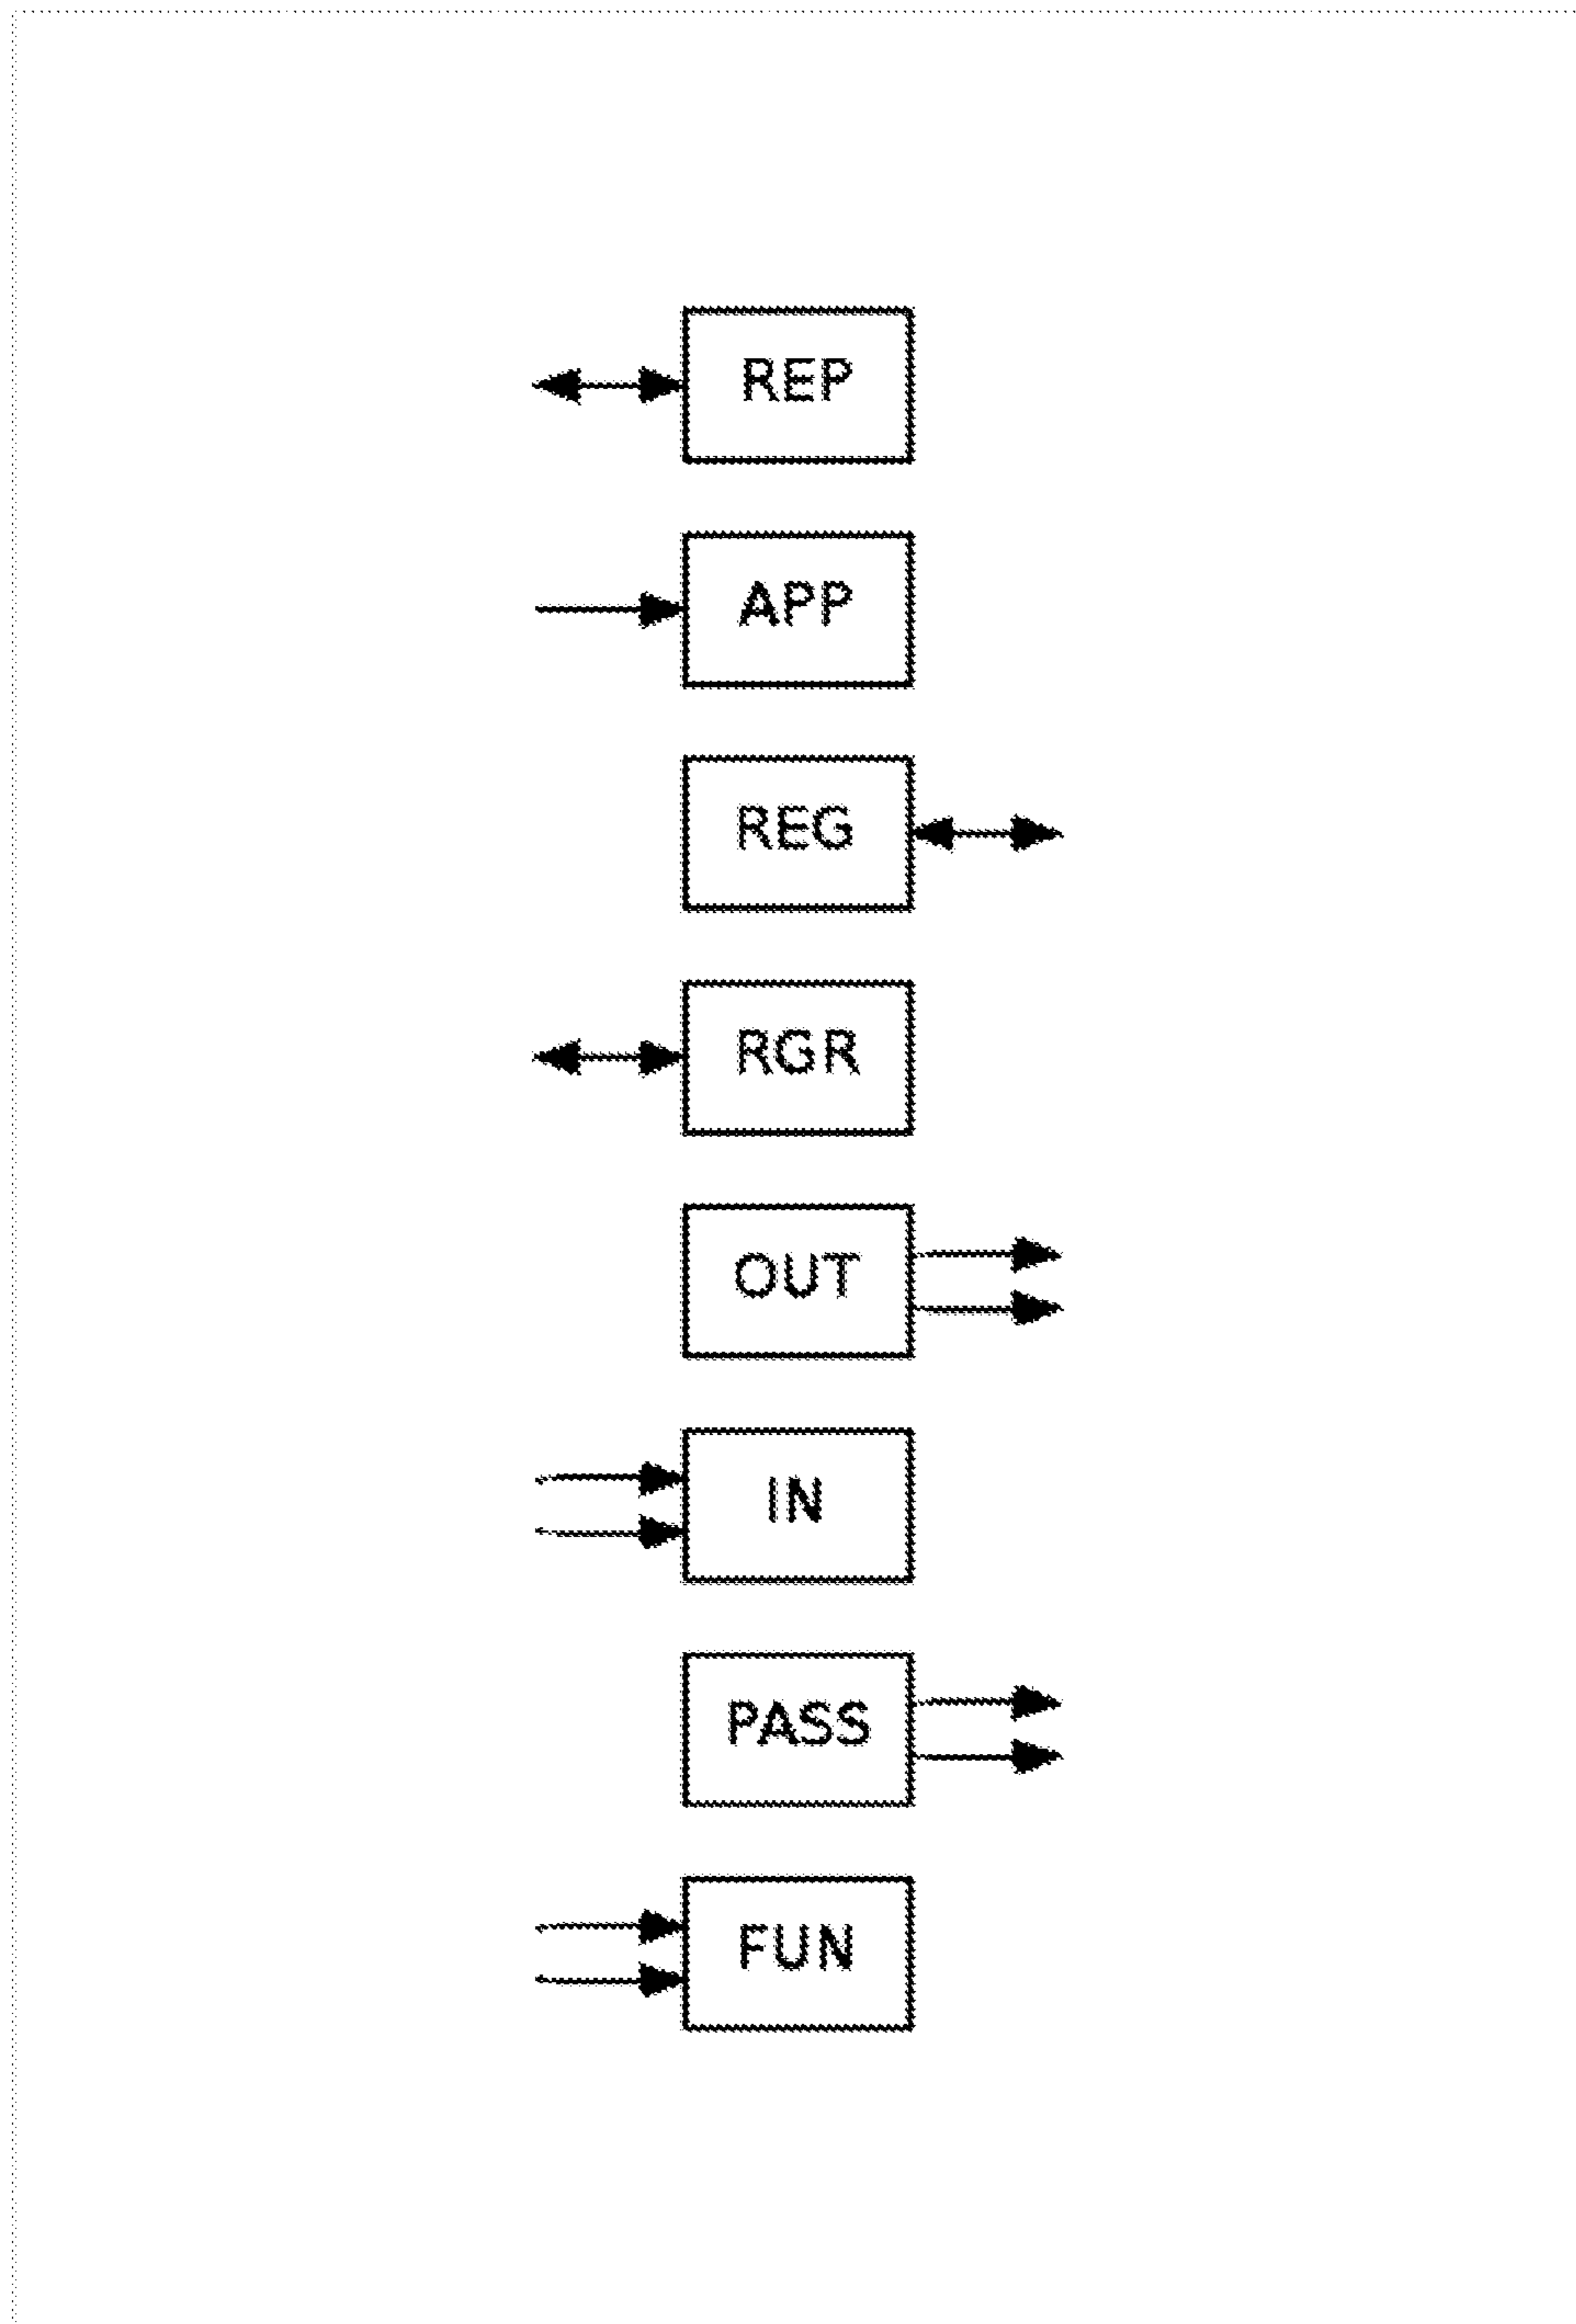 REP
APP
REG
RGR
OUT
IN
PASS
FUN